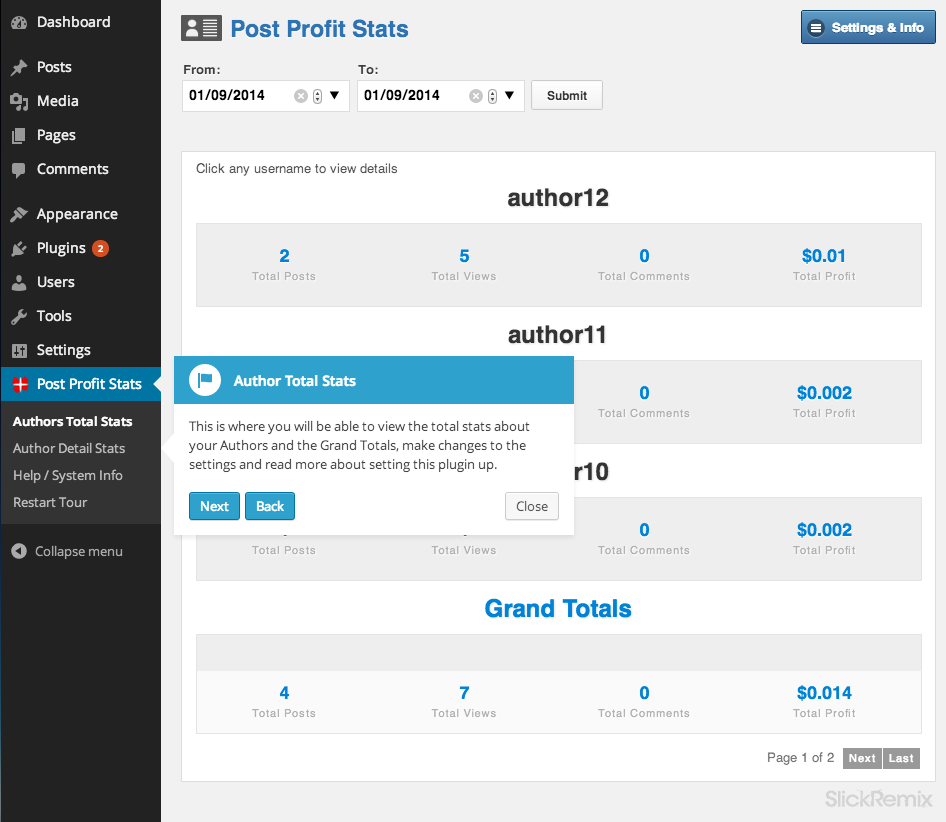 Dashboard
Posts
Media
Pages
Comments
Appearance
Plugins 2
Users
Tools
Settings
Post Profit Stats
Authors Total Stats
Author Detail Stats
Help / System Info
Restart Tour
Collapse menu
Post Profit Stats
Settings & Info
From: To:
01/09/2014 01/09/2014 Submit
Click any username to view details
author12
2 5 0 $0.01
Total Posts Total Views Total Comments Total Profit
author11
0 $0.002
Total Comments Total Profit
Author Total Stats
This is where you will be able to view the total stats about
your Authors and the Grand Totals, make changes to the
settings and read more about setting this plugin up.
Next Back Close
r10
0 $0.002
Total Posts Total Views Total Comments Total Profit
Grand Totals
4 7 0 $0.014
Total Posts Total Views Total Comments Total Profit
Page 1 of 2 Next Last
SlickRemix